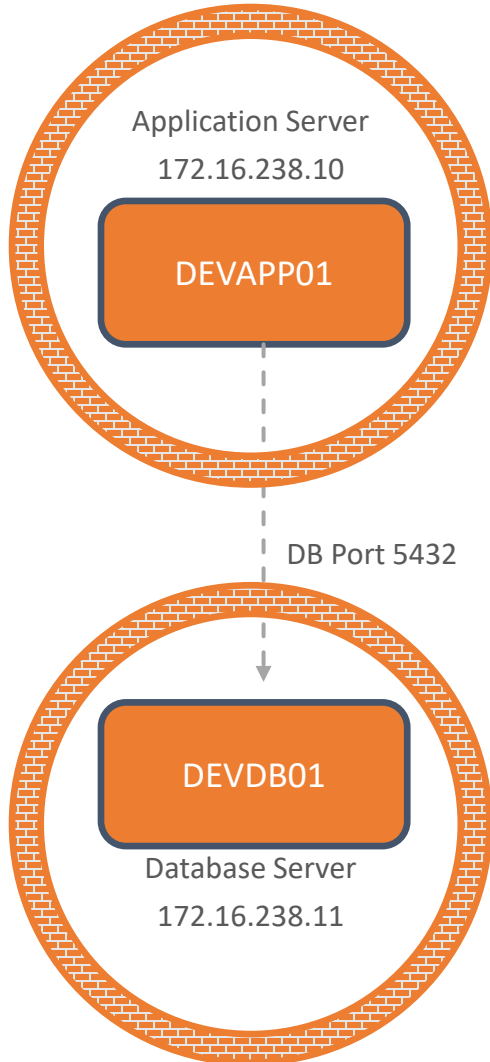 Application Server
172.16.238.10
DEVAPP01
DB Port 5432
DEVDB01
Database Server
172.16.238.11